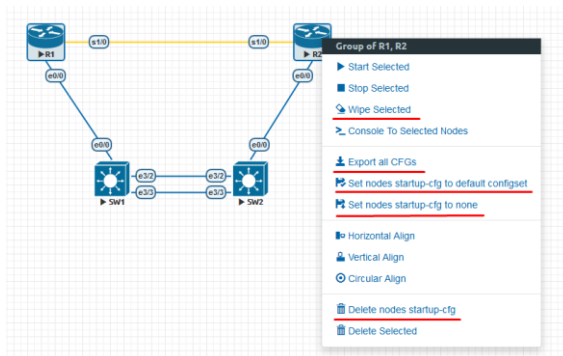 Group of R1, R2
s1/0
s1/0
R1
R2
Start Selected
e0/0
e0/0
Stop Selected
Wipe Selected
Console To Selected Nodes
e0/0
e0/0
Export all CFGs
e3/2
e3/2
Set nodes startup-cfg to default configset
e3/3
e3/3
SW1
SW2
Set nodes startup-cfg to none
Horizontal Align
Vertical Align
Circular Align
Delete nodes startup-cfg
Delete Selected